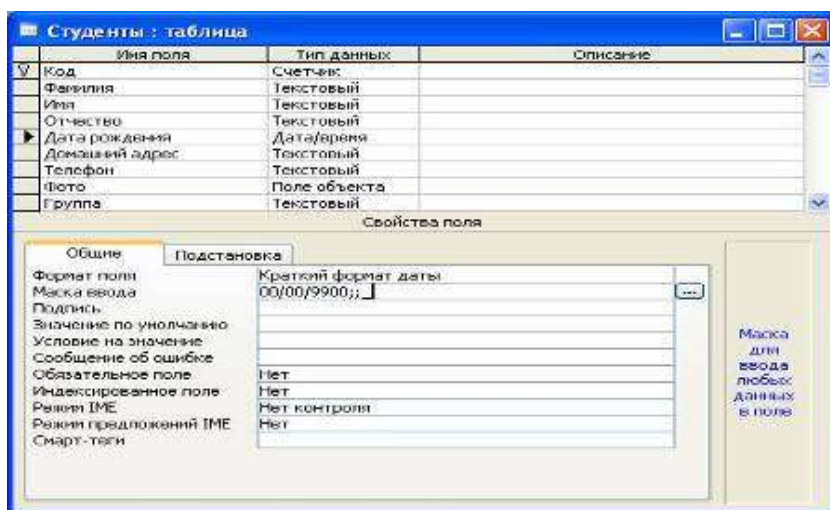 Студенты : таблица
Имя поля Тип данных Описание
Код Счетчик
Фамилия Текстовый
Имя Текстовый
Отчество Текстовый
Дата рождения Дата/время
Домашний адрес Текстовый
Телефон Текстовый
Фото Поле объекта
Группа Текстовый
Свойства поля
Общие Подстановка
Формат поля Краткий формат даты
Маска ввода 00/00/9900;;_ ...
Подпись
Значение по умолчанию
Условие на значение
Сообщение об ошибке
Обязательное поле Нет
Индексированное поле Нет
Режим IME Нет контроля
Режим предложений IME Нет
Смарт-теги
Маска
для
ввода
любых
данных
в поле